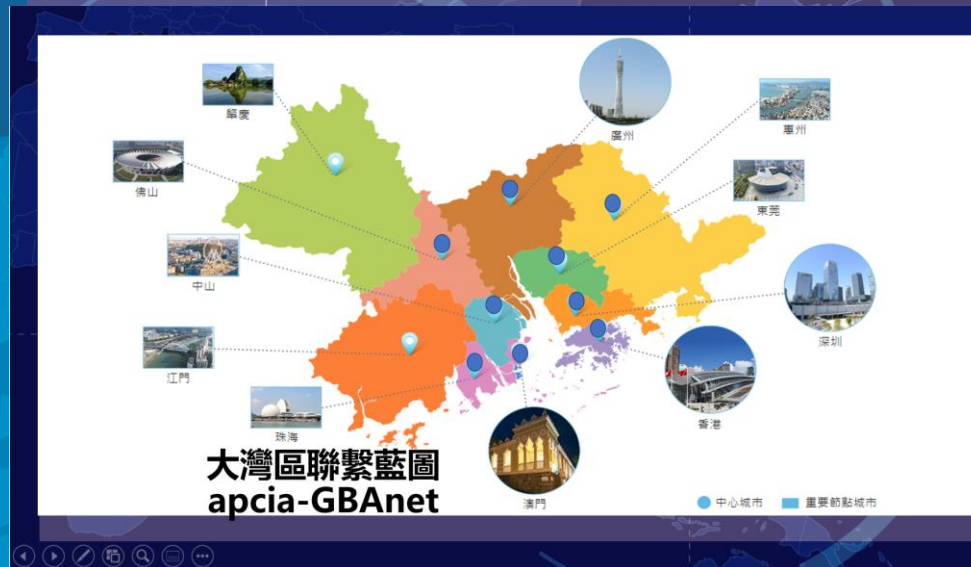 肇慶
廣州
惠州
佛山
東莞
中山
深圳
江門
香港
珠海
大灣區聯繫藍圖
apcia-GBAnet
澳門
中心城市
重要節點城市